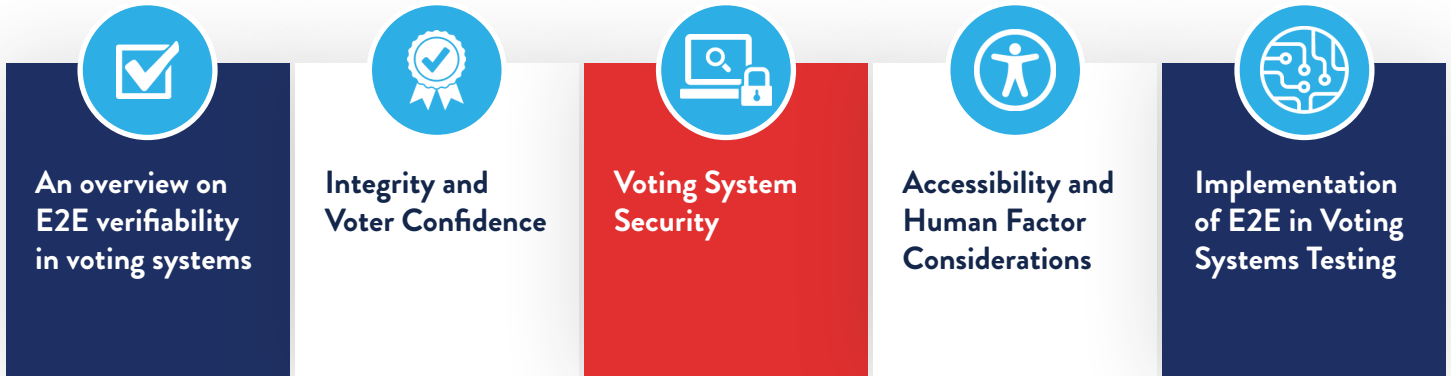 An overview on
E2E verifiability
in voting systems
Integrity and
Voter Confidence
Voting System
Security
Accessibility and
Human Factor
Considerations
Implementation
of E2E in Voting
Systems Testing